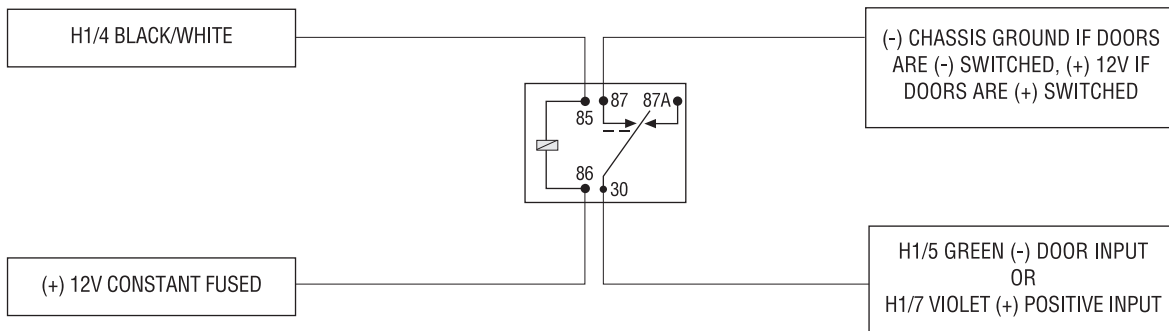 H1/4 BLACK/WHITE
(-) CHASSIS GROUND IF DOORS
ARE (-) SWITCHED, (+) 12V IF
DOORS ARE (+) SWITCHED
87
87A
85
86
30
(+) 12V CONSTANT FUSED
H1/5 GREEN (-) DOOR INPUT
OR
H1/7 VIOLET (+) POSITIVE INPUT